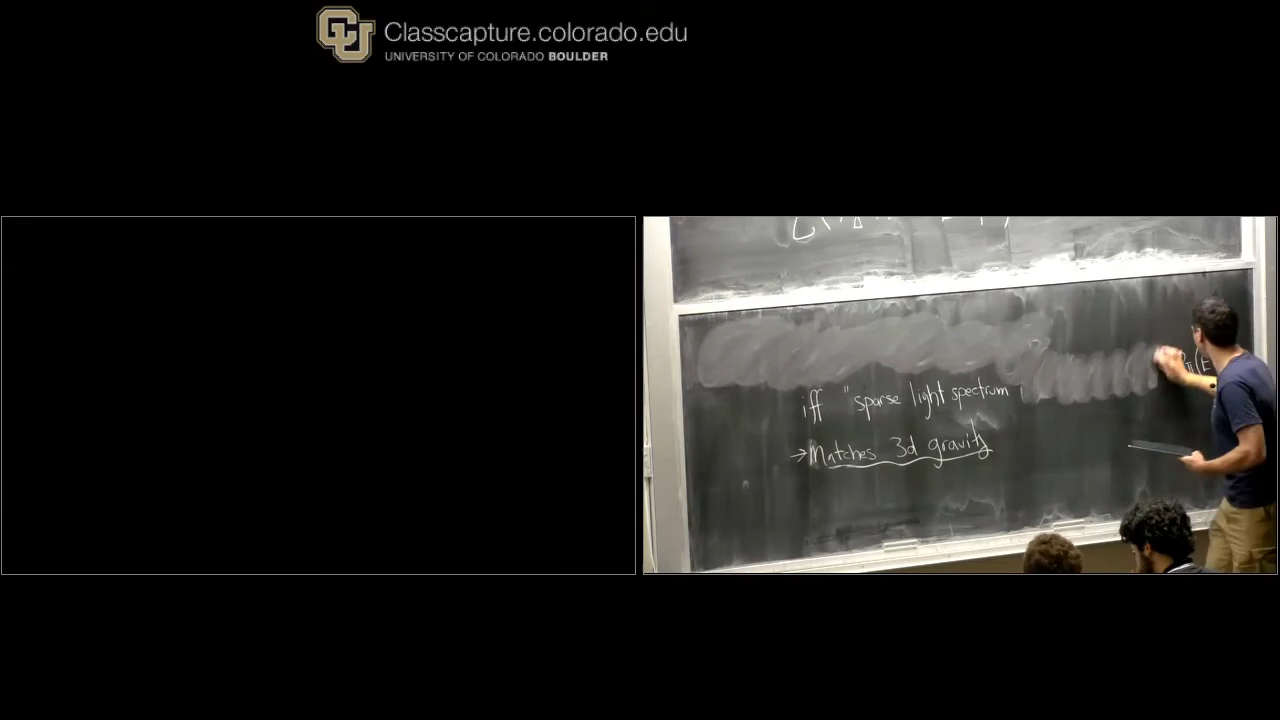 Classcapture.colorado.edu
UNIVERSITY OF COLORADO BOULDER
iff "sparse light spectrum
→Matches 3d gravity